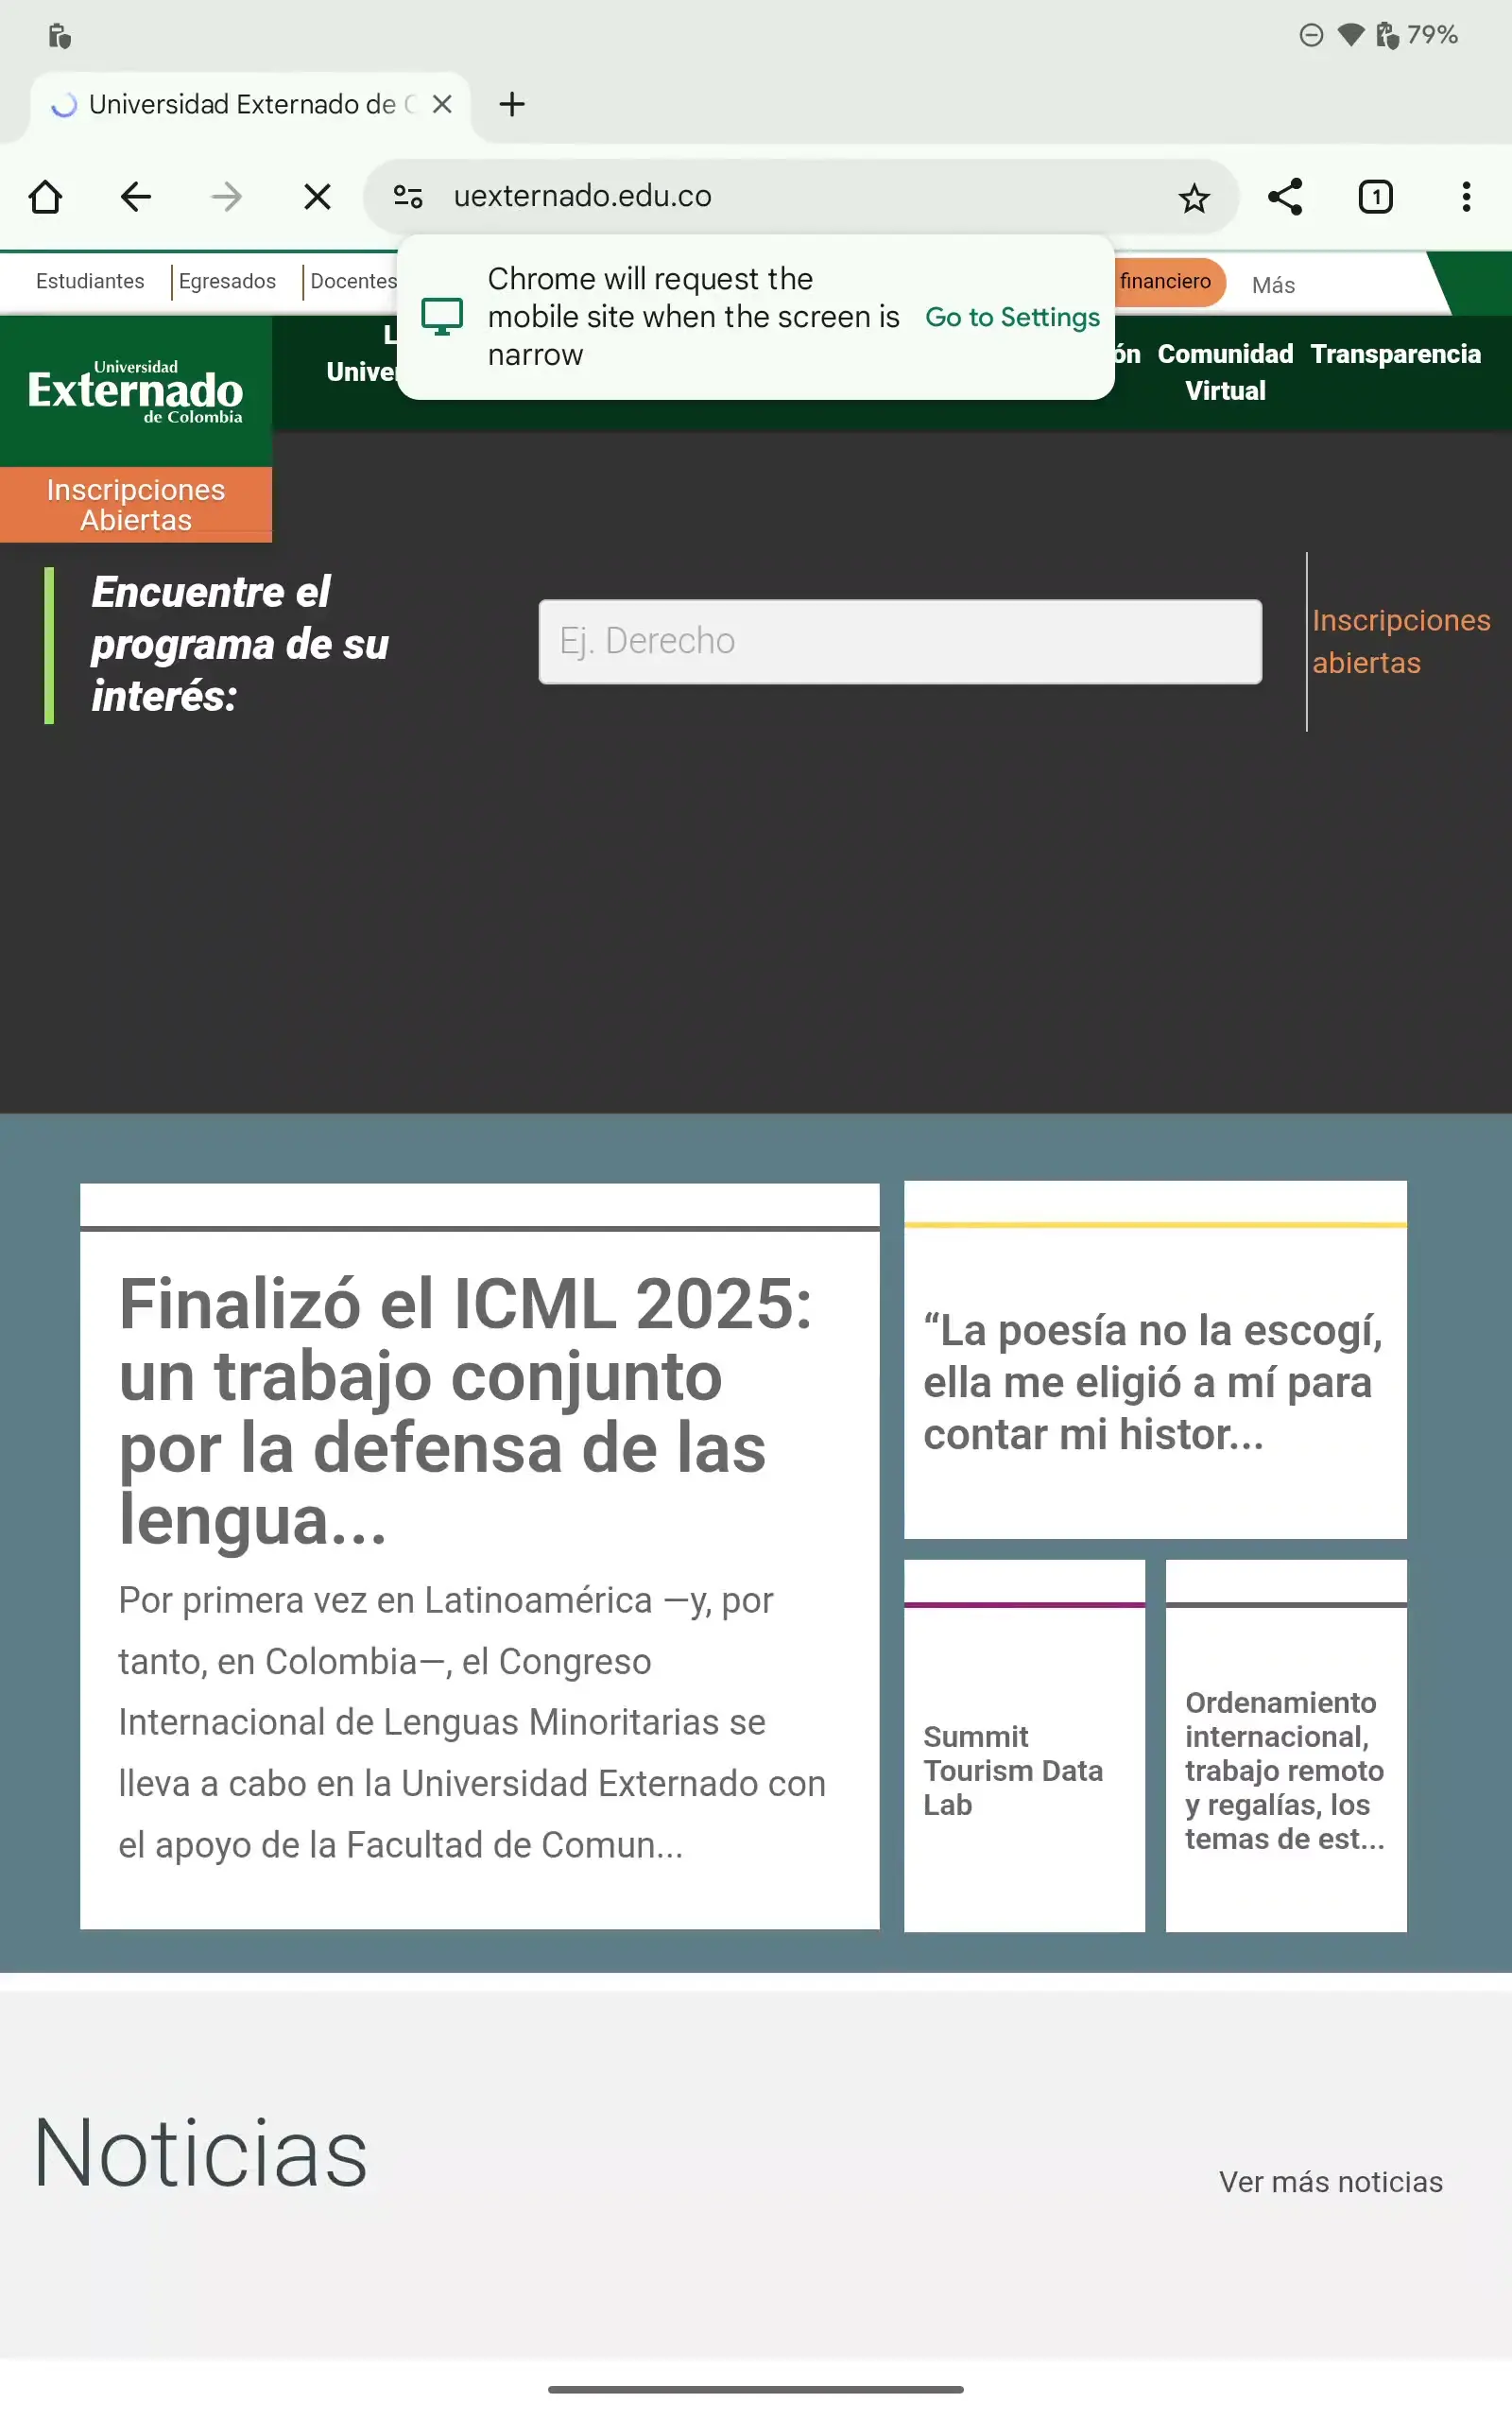 79%
Universidad Externado de
uexternado.edu.co
1
Chrome will request the
mobile site when the screen is
narrow
Go to Settings
Estudiantes
Egresados
Docentes
financiero
Más
Universidad
Externado
de Colombia
Comunidad
Virtual
Transparencia
Inscripciones
Abiertas
Encuentre el
programa de su
interés:
Ej. Derecho
Inscripciones
abiertas
Finalizó el ICML 2025:
un trabajo conjunto
por la defensa de las
lengua...
Por primera vez en Latinoamérica —y, por
tanto, en Colombia—, el Congreso
Internacional de Lenguas Minoritarias se
lleva a cabo en la Universidad Externado con
el apoyo de la Facultad de Comun...
“La poesía no la escogí,
ella me eligió a mí para
contar mi histor...
Summit
Tourism Data
Lab
Ordenamiento
internacional,
trabajo remoto
y regalías, los
temas de est...
Noticias
Ver más noticias